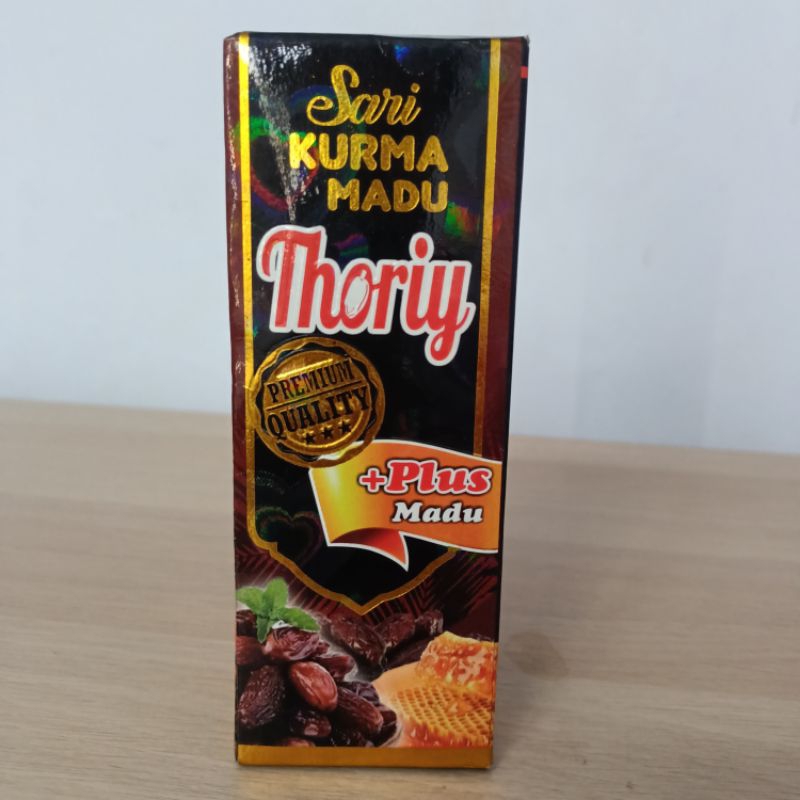 Sari
KURMA
MADU
Thoriy
PREMIUM
QUALITY
+Plus
Madu